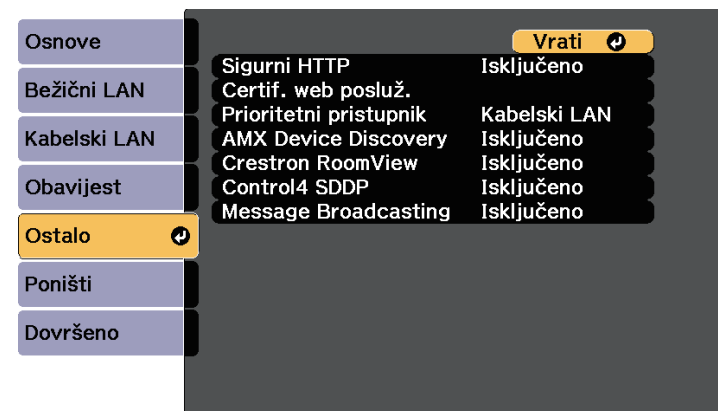 Osnove
Bežični LAN
Kabelski LAN
Obavijest
Ostalo
Poništi
Dovršeno
Vrati
Sigurni HTTP Isključeno
Certif. web posluž.
Prioritetni pristupnik Kabelski LAN
AMX Device Discovery Isključeno
Crestron RoomView Isključeno
Control4 SDDP Isključeno
Message Broadcasting Isključeno